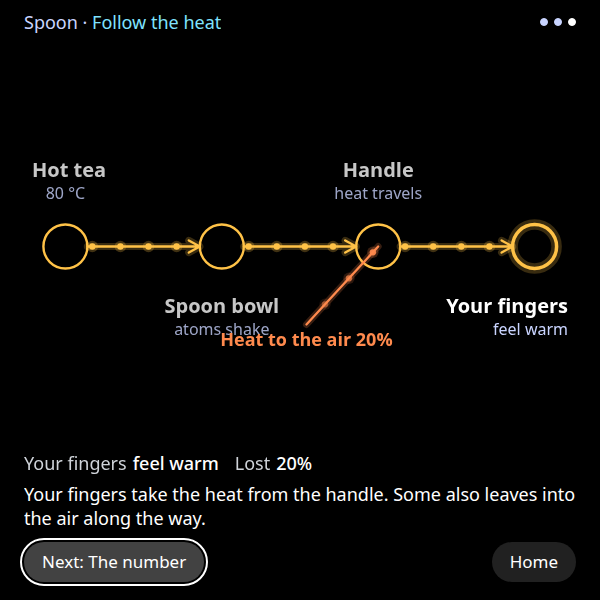 Spoon · Follow the heat
Hot tea
80 °C
Handle
heat travels
Spoon bowl
atoms shake
Your fingers
feel warm
Heat to the air 20%
Your fingers feel warm Lost 20%
Your fingers take the heat from the handle. Some also leaves into
the air along the way.
Next: The number
Home